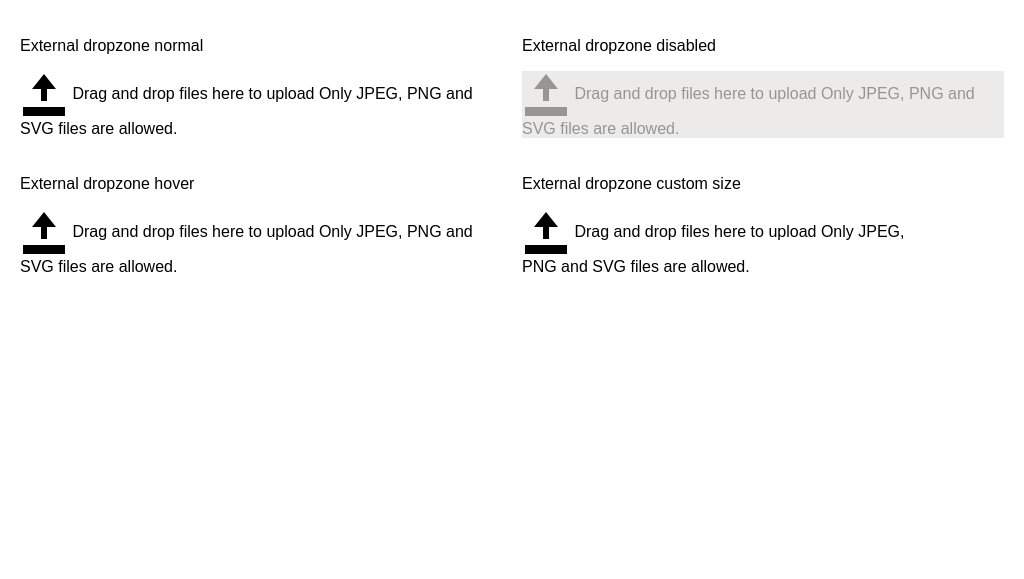 External dropzone normal
Drag and drop files here to upload Only JPEG, PNG and
SVG files are allowed.
External dropzone disabled
Drag and drop files here to upload Only JPEG, PNG and
SVG files are allowed.
External dropzone hover
Drag and drop files here to upload Only JPEG, PNG and
SVG files are allowed.
External dropzone custom size
Drag and drop files here to upload Only JPEG,
PNG and SVG files are allowed.